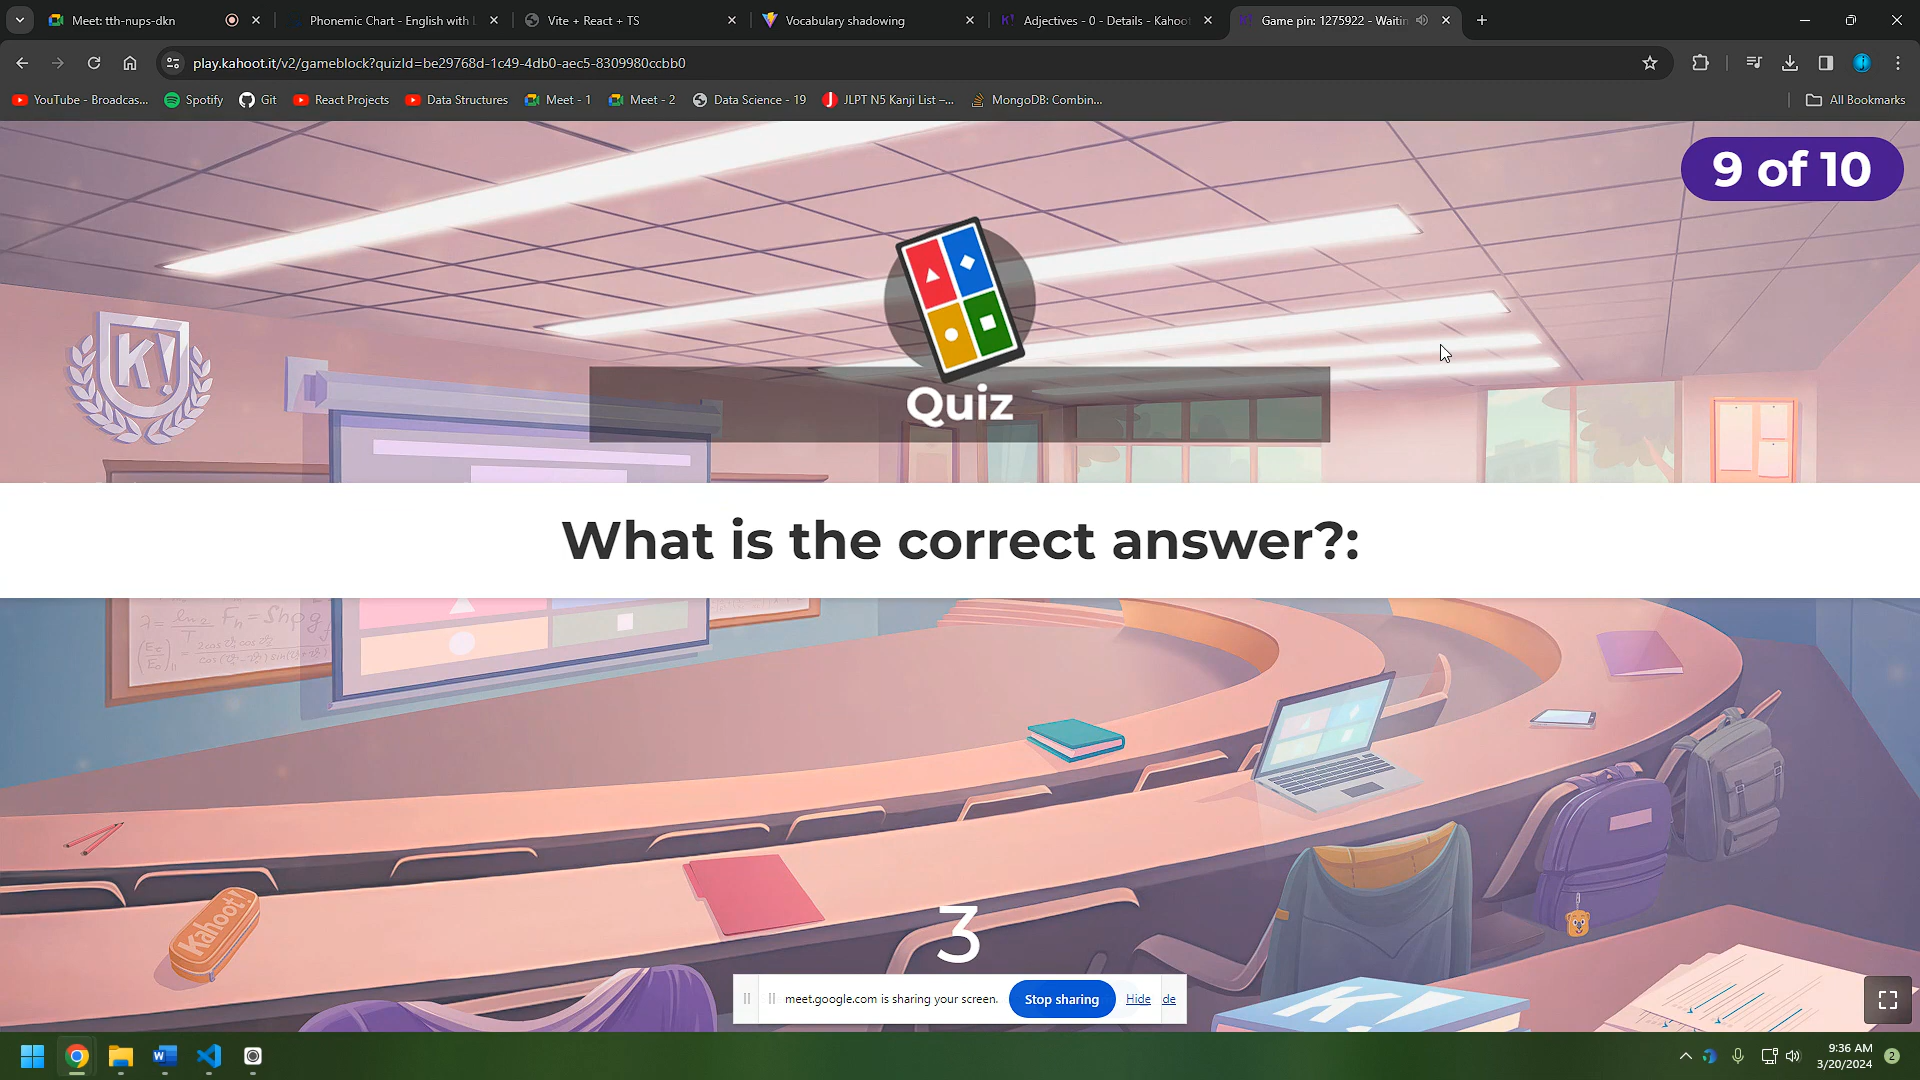 Meet: tth-nups-dkn
Phonemic Chart - English with L
Vite + React + TS
Vocabulary shadowing
Adjectives - 0 - Details - Kahoot
Game pin: 1275922 - Waitin
play.kahoot.it/v2/gameblock?quizId=be29768d-1c49-4db0-aec5-8309980ccbb0
YouTube - Broadcas...
Spotify
Git
React Projects
Data Structures
Meet - 1
Meet - 2
Data Science - 19
JLPT N5 Kanji List –...
MongoDB: Combin...
All Bookmarks
9 of 10
K!
Quiz
What is the correct answer?:
Kahoot!
3
K!
meet.google.com is sharing your screen.
Stop sharing
Hide
de
9:36 AM
3/20/2024
2